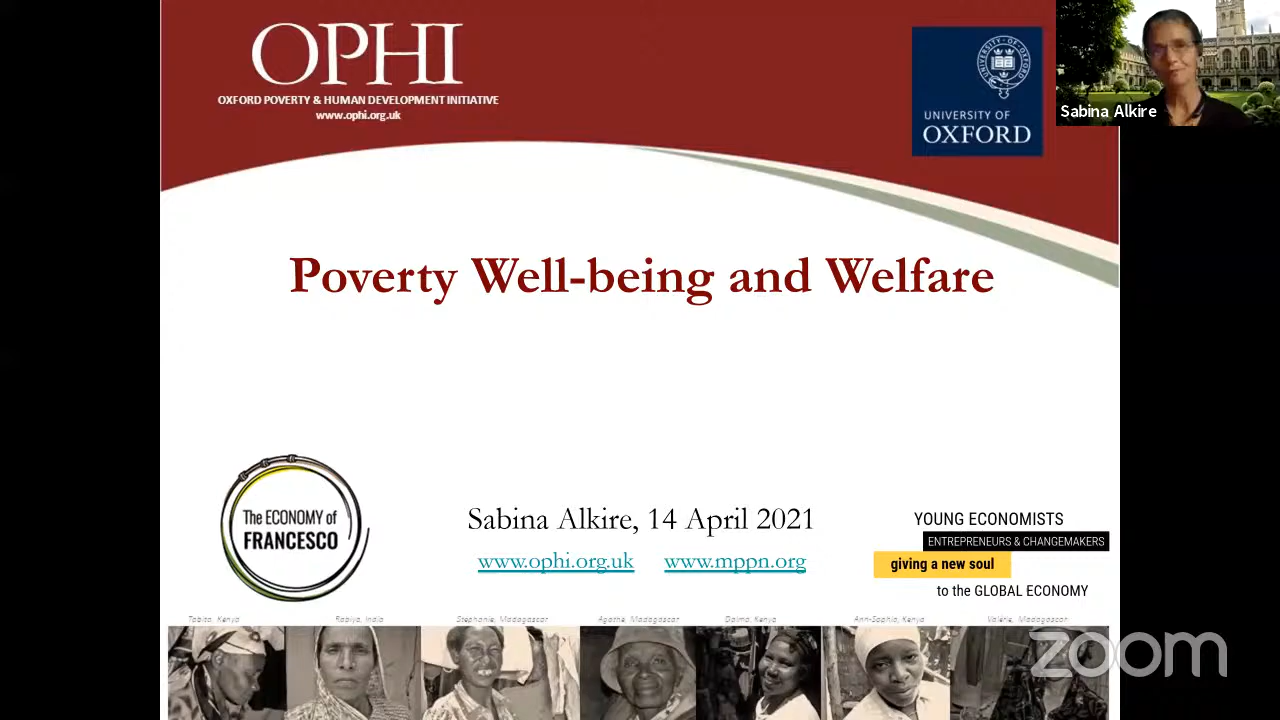 OPHI
OXFORD POVERTY & HUMAN DEVELOPMENT INITIATIVE
www.ophi.org.uk
UNIVERSITY OF
OXFORD
Sabina Alkire
Poverty Well-being and Welfare
The ECONOMY of
FRANCESCO
Sabina Alkire, 14 April 2021
www.ophi.org.uk www.mppn.org
YOUNG ECONOMISTS
ENTREPRENEURS & CHANGEMAKERS
giving a new soul
to the GLOBAL ECONOMY
Tabita, Kenya Rabiya, India Stephanie, Madagascar Agathe, Madagascar Dalma, Kenya Ann-Sophia, Kenya Valérie, Madagascar
zoom